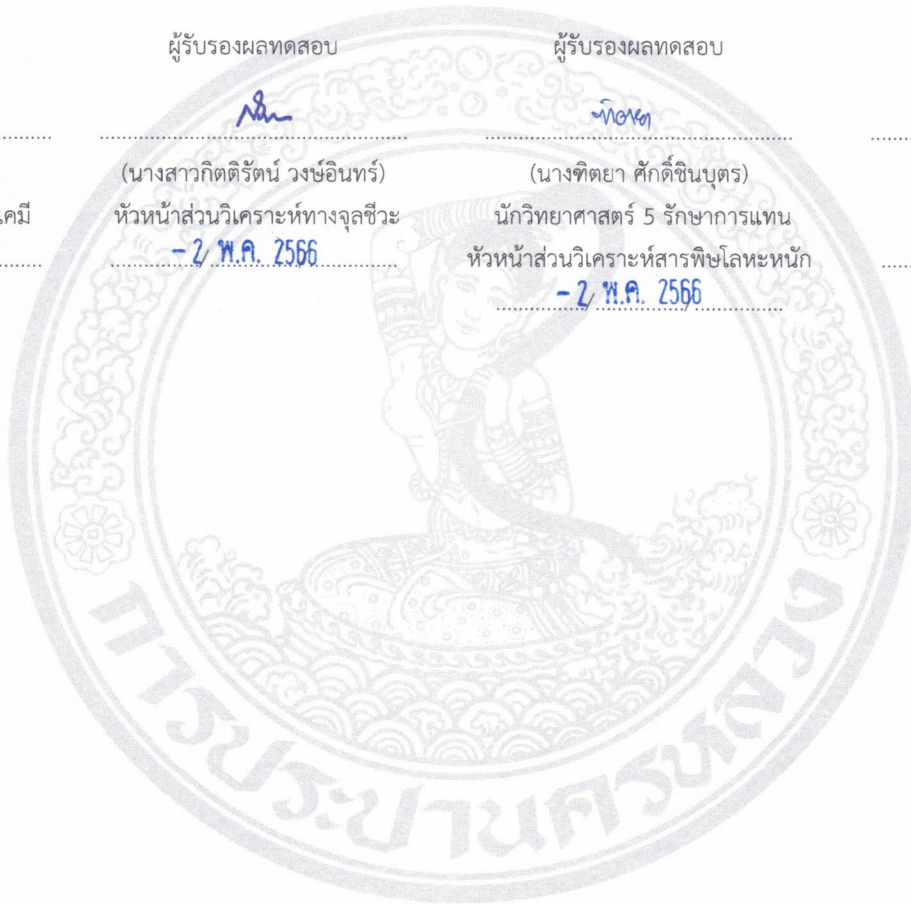 ผู้รับรองผลทดสอบ ผู้รับรองผลทดสอบ
(นางสาวกิตติรัตน์ วงษ์อินทร์) (นางฑิตยา ศักดิ์ชินบุตร)
เคมี หัวหน้าส่วนวิเคราะห์ทางจุลชีวะ นักวิทยาศาสตร์ 5 รักษาการแทน
- 2 พ.ค. 2566 หัวหน้าส่วนวิเคราะห์สารพิษโลหะหนัก
- 2 พ.ค. 2566
การประปานครหลวง